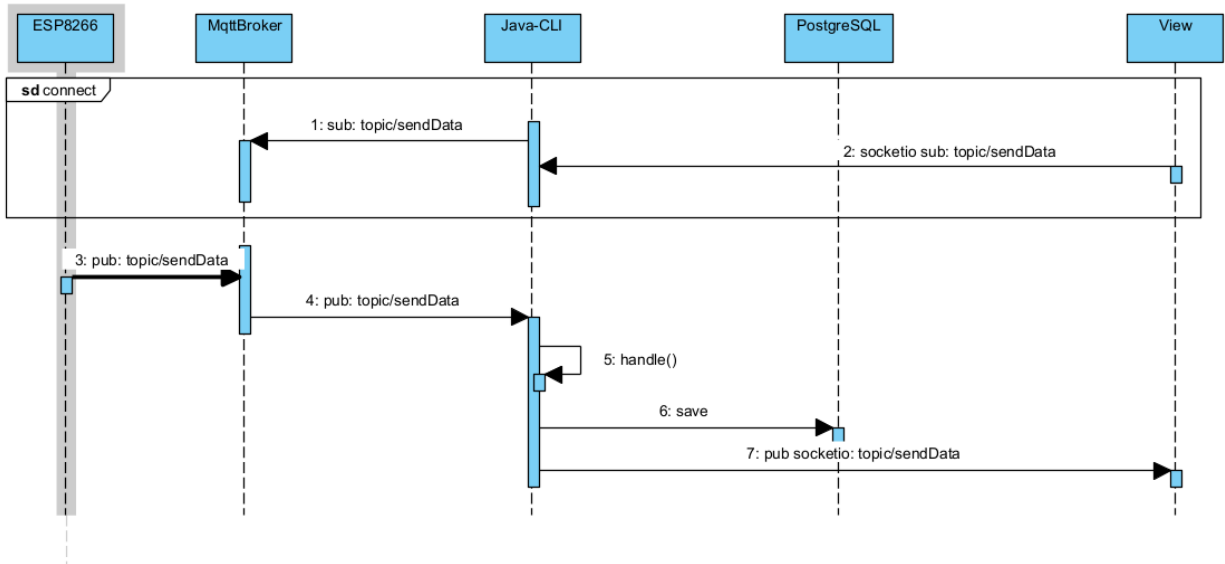 ESP8266
MqttBroker
Java-CLI
PostgreSQL
View
sd connect
1: sub: topic/sendData
2: socketio sub: topic/sendData
3: pub: topic/sendData
4: pub: topic/sendData
5: handle()
6: save
7: pub socketio: topic/sendData